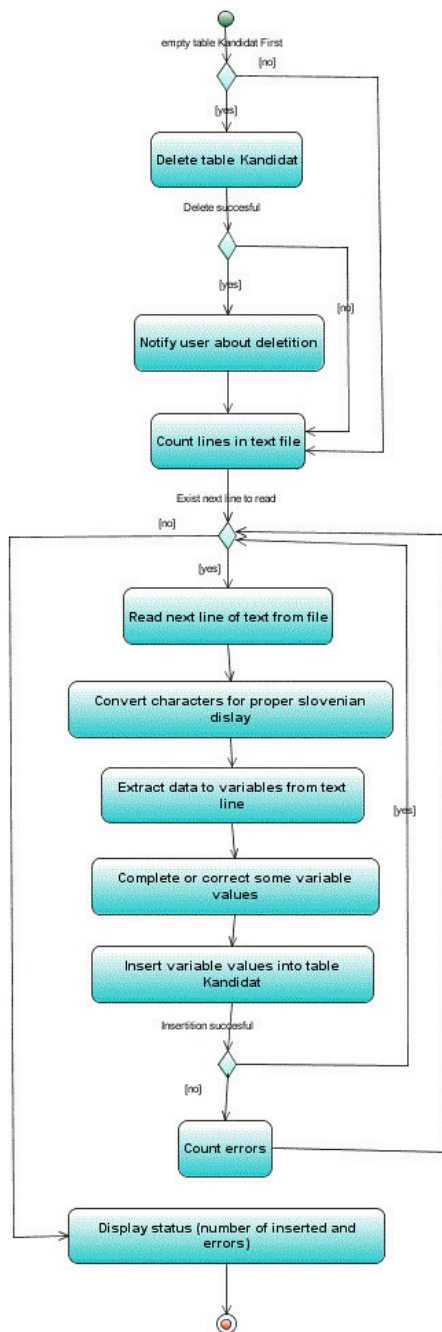 empty table Kandidat First
[no]
[yes]
Delete table Kandidat
Delete succesful
[yes]
[no]
Notify user about deletition
Count lines in text file
Exist next line to read
[no]
[yes]
Read next line of text from file
Convert characters for proper slovenian
dislay
Extract data to variables from text
line
[yes]
Complete or correct some variable
values
Insert variable values into table
Kandidat
Insertition succesful
[no]
Count errors
Display status (number of inserted and
errors)